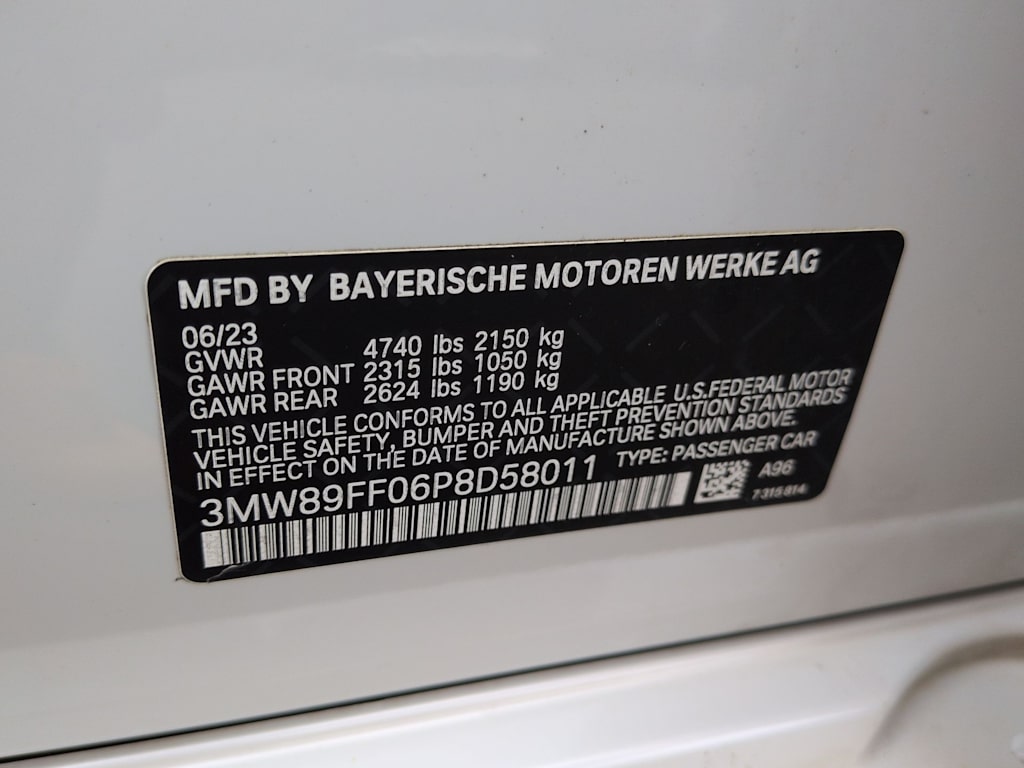 MFD BY BAYERISCHE MOTOREN WERKE AG
06/23
GVWR 4740 lbs 2150 kg
GAWR FRONT 2315 lbs 1050 kg
GAWR REAR 2624 lbs 1190 kg
THIS VEHICLE CONFORMS TO ALL APPLICABLE U.S.FEDERAL MOTOR
VEHICLE SAFETY, BUMPER AND THEFT PREVENTION STANDARDS
IN EFFECT ON THE DATE OF MANUFACTURE SHOWN ABOVE.
3MW89FF06P8D58011 TYPE: PASSENGER CAR
A96
7315814